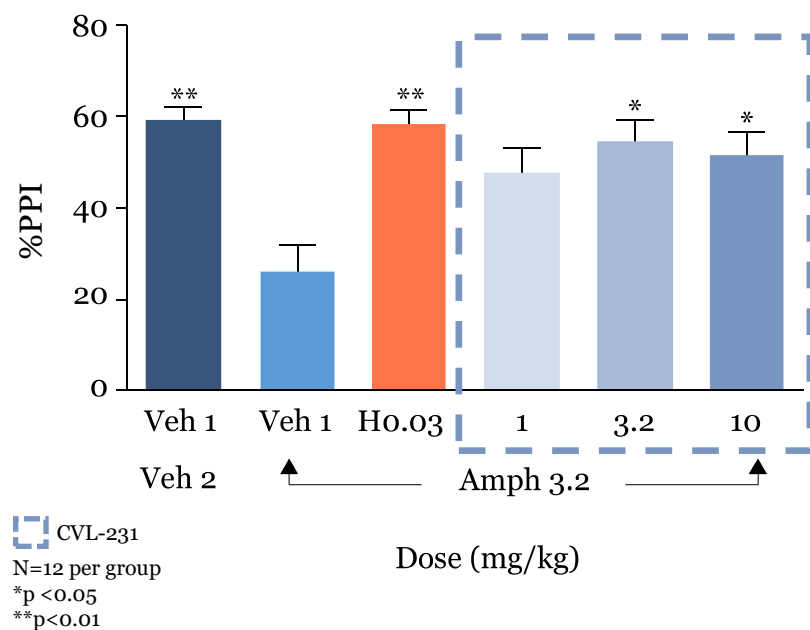 80
60
40
20
0
%PPI
**
**
*
*
Veh 1 Veh 1 H0.03 1 3.2 10
Veh 2 Amph 3.2
Dose (mg/kg)
CVL-231
N=12 per group
*p <0.05
**p<0.01